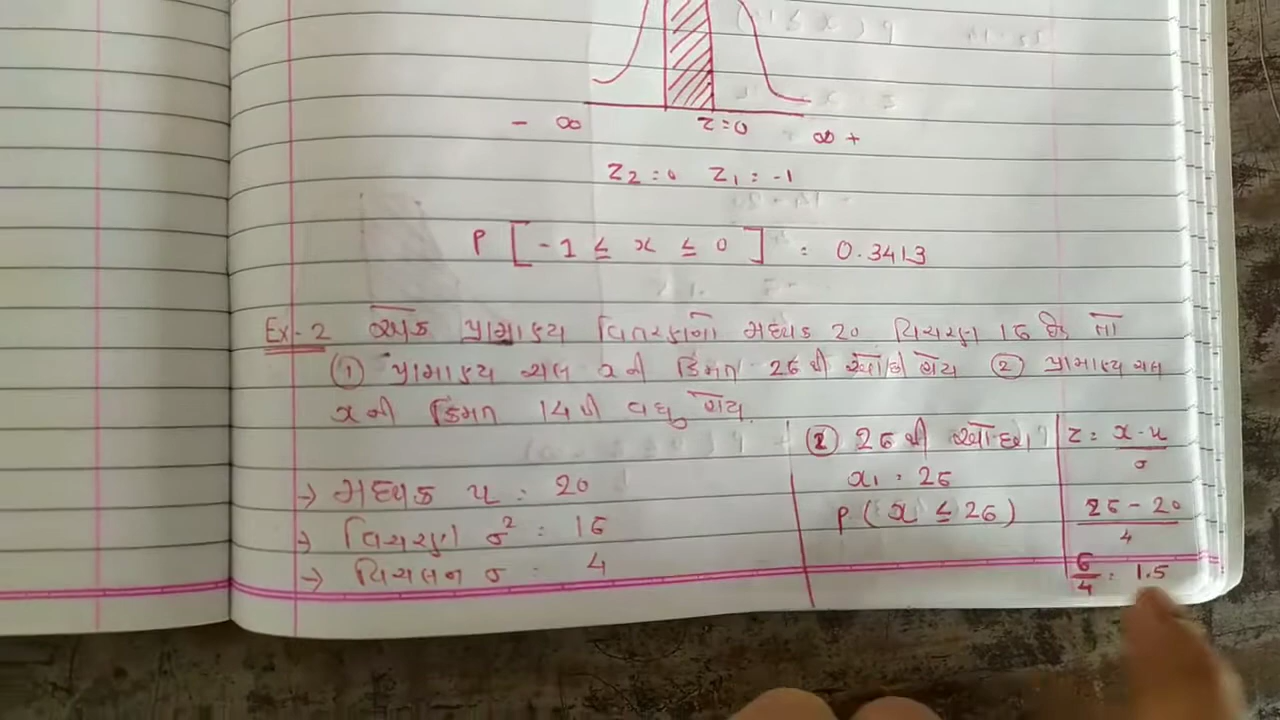 - ∞ z=0 ∞ +
z₂ = 0 z₁ = -1
P [ -1 ≤ x ≤ 0 ] = 0.3413
Ex-2 એક પ્રામાણ્ય વિતરણનો મધ્યક 20 વિચરણ 16 છે તો
① પ્રામાણ્ય ચલ x ની કિંમત 26 થી ઓછી હોય ② પ્રામાણ્ય ચલ
x ની કિંમત 14 થી વધુ હોય
→ મધ્યક μ = 20
→ વિચરણ σ² = 16
→ વિચલન σ = 4
① 26 થી ઓછી
x₁ = 26
P ( x ≤ 26 )
z = x - μ / σ
26 - 20 / 4
6/4 = 1.5